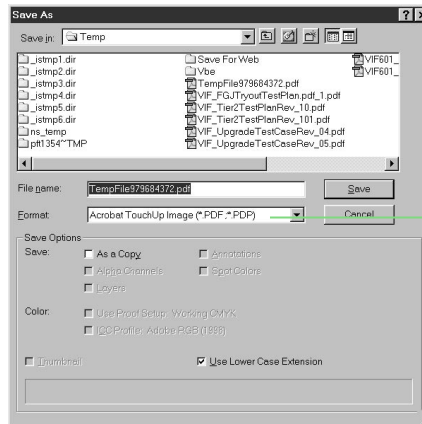 Save As
Save in: Temp
_istmp1.dir
_istmp2.dir
_istmp3.dir
_istmp4.dir
_istmp5.dir
_istmp6.dir
ns_temp
pft1354~TMP
Save For Web
Vbe
TempFile979684372.pdf
VIF_FGJTryoutTestPlan.pdf_1.pdf
VIF_Tier2TestPlanRev_10.pdf
VIF_Tier2TestPlanRev_101.pdf
VIF_UpgradeTestCaseRev_04.pdf
VIF_UpgradeTestCaseRev_05.pdf
VIF601_
VIF601_
File name: TempFile979684372.pdf Save
Format: Acrobat TouchUp Image (*.PDF;*.PDP) Cancel
Save Options
Save: As a Copy Annotations
Alpha Channels Spot Colors
Layers
Color: Use Proof Setup: Working CMYK
ICC Profile: Adobe RGB (1998)
Thumbnail Use Lower Case Extension